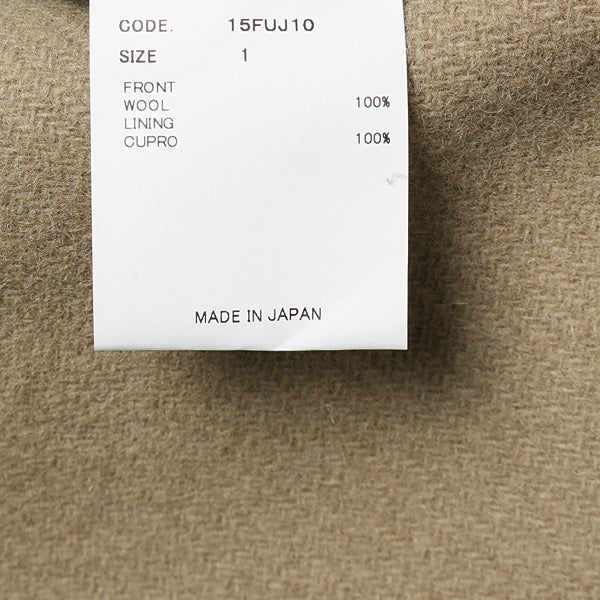 CODE. 15FUJ10
SIZE 1
FRONT
WOOL 100%
LINING
CUPRO 100%
MADE IN JAPAN